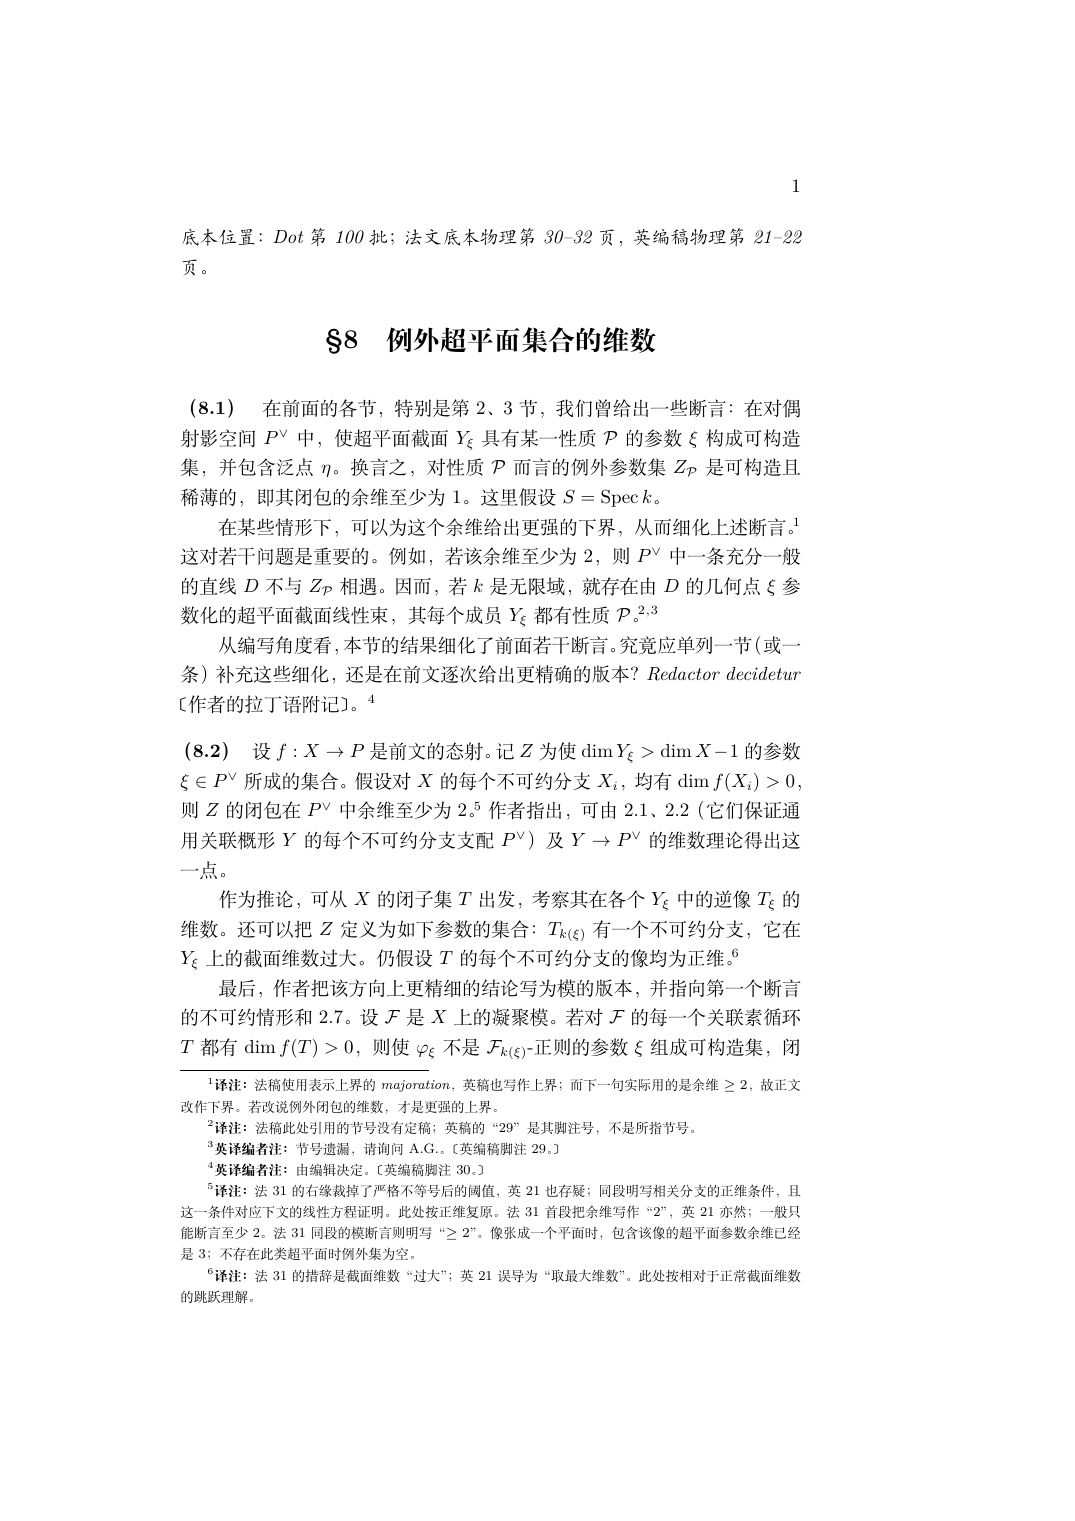 1
底本位置：Dot 第 100 批；法文底本物理第 30–32 页，英编稿物理第 21–22
页。
§8 例外超平面集合的维数
（8.1） 在前面的各节，特别是第 2、3 节，我们曾给出一些断言：在对偶
射影空间 P^∨ 中，使超平面截面 Y_ξ 具有某一性质 𝒫 的参数 ξ 构成可构造
集，并包含泛点 η。换言之，对性质 𝒫 而言的例外参数集 Z_𝒫 是可构造且
稀薄的，即其闭包的余维至少为 1。这里假设 S = Spec k。
在某些情形下，可以为这个余维给出更强的下界，从而细化上述断言。¹
这对若干问题是重要的。例如，若该余维至少为 2，则 P^∨ 中一条充分一般
的直线 D 不与 Z_𝒫 相遇。因而，若 k 是无限域，就存在由 D 的几何点 ξ 参
数化的超平面截面线性束，其每个成员 Y_ξ 都有性质 𝒫。²,³
从编写角度看，本节的结果细化了前面若干断言。究竟应单列一节（或一
条）补充这些细化，还是在前文逐次给出更精确的版本？Redactor decidetur
〔作者的拉丁语附记〕。⁴
（8.2） 设 f : X → P 是前文的态射。记 Z 为使 dim Y_ξ > dim X − 1 的参数
ξ ∈ P^∨ 所成的集合。假设对 X 的每个不可约分支 X_i，均有 dim f(X_i) > 0，
则 Z 的闭包在 P^∨ 中余维至少为 2。⁵ 作者指出，可由 2.1、2.2（它们保证通
用关联概形 Y 的每个不可约分支支配 P^∨）及 Y → P^∨ 的维数理论得出这
一点。
作为推论，可从 X 的闭子集 T 出发，考察其在各个 Y_ξ 中的逆像 T_ξ 的
维数。还可以把 Z 定义为如下参数的集合：T_{k(ξ)} 有一个不可约分支，它在
Y_ξ 上的截面维数过大。仍假设 T 的每个不可约分支的像均为正维。⁶
最后，作者把该方向上更精细的结论写为模的版本，并指向第一个断言
的不可约情形和 2.7。设 ℱ 是 X 上的凝聚模。若对 ℱ 的每一个关联素循环
T 都有 dim f(T) > 0，则使 φ_ξ 不是 ℱ_{k(ξ)}-正则的参数 ξ 组成可构造集，闭
¹译注：法稿使用表示上界的 majoration，英稿也写作上界；而下一句实际用的是余维 ≥ 2，故正文
改作下界。若改说例外闭包的维数，才是更强的上界。
²译注：法稿此处引用的节号没有定稿；英稿的 “29” 是其脚注号，不是所指节号。
³英译编者注：节号遗漏，请询问 A.G.。〔英编稿脚注 29。〕
⁴英译编者注：由编辑决定。〔英编稿脚注 30。〕
⁵译注：法 31 的右缘裁掉了严格不等号后的阈值，英 21 也存疑；同段明写相关分支的正维条件，且
这一条件对应下文的线性方程证明。此处按正维复原。法 31 首段把余维写作 “2”，英 21 亦然；一般只
能断言至少 2。法 31 同段的模断言则明写 “≥ 2”。像张成一个平面时，包含该像的超平面参数余维已经
是 3；不存在此类超平面时例外集为空。
⁶译注：法 31 的措辞是截面维数 “过大”；英 21 误导为 “取最大维数”。此处按相对于正常截面维数
的跳跃理解。